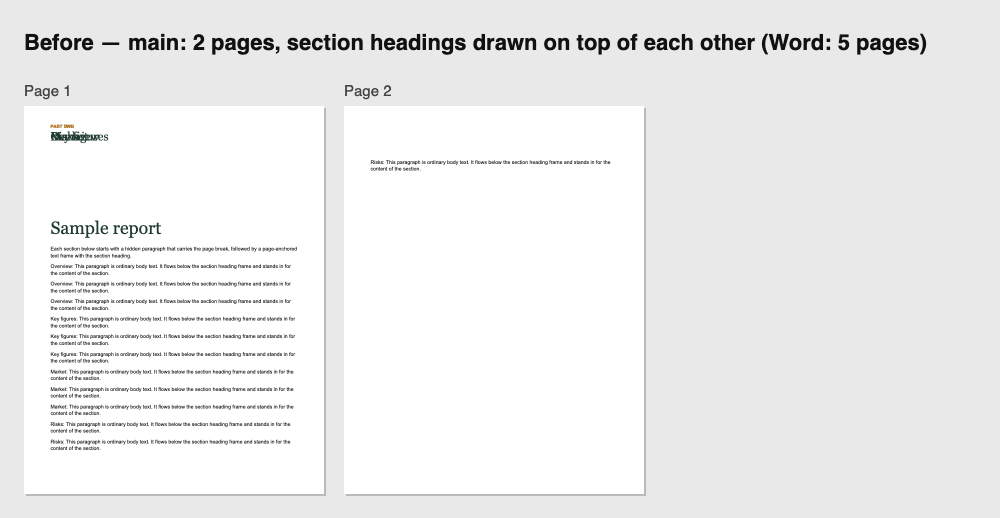 Before — main: 2 pages, section headings drawn on top of each other (Word: 5 pages)
Page 1
Page 2
PART
Sample report
Each section below starts with a hidden paragraph that carries the page break, followed by a page-anchored
text frame with the section heading.
Overview: This paragraph is ordinary body text. It flows below the section heading frame and stands in for
the content of the section.
Overview: This paragraph is ordinary body text. It flows below the section heading frame and stands in for
the content of the section.
Overview: This paragraph is ordinary body text. It flows below the section heading frame and stands in for
the content of the section.
Key figures: This paragraph is ordinary body text. It flows below the section heading frame and stands in for
the content of the section.
Key figures: This paragraph is ordinary body text. It flows below the section heading frame and stands in for
the content of the section.
Key figures: This paragraph is ordinary body text. It flows below the section heading frame and stands in for
the content of the section.
Market: This paragraph is ordinary body text. It flows below the section heading frame and stands in for the
content of the section.
Market: This paragraph is ordinary body text. It flows below the section heading frame and stands in for the
content of the section.
Market: This paragraph is ordinary body text. It flows below the section heading frame and stands in for the
content of the section.
Risks: This paragraph is ordinary body text. It flows below the section heading frame and stands in for the
content of the section.
Risks: This paragraph is ordinary body text. It flows below the section heading frame and stands in for the
content of the section.
Risks: This paragraph is ordinary body text. It flows below the section heading frame and stands in for the
content of the section.